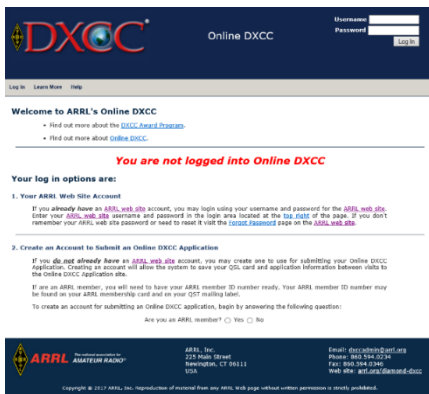 DXCC
Online DXCC
Username
Password
Log In
Log In Learn More Help
Welcome to ARRL's Online DXCC
• Find out more about the DXCC Award Program.
• Find out more about Online DXCC.
You are not logged into Online DXCC
Your log in options are:
1. Your ARRL Web Site Account
If you already have an ARRL web site account, you may login using your username and password for the ARRL web site.
Enter your ARRL web site username and password in the login area located at the top right of the page. If you don't
remember your ARRL web site password or need to reset it visit the Forgot Password page on the ARRL web site.
2. Create an Account to Submit an Online DXCC Application
If you do not already have an ARRL web site account, you may create one to use for submitting your Online DXCC
Application. Creating an account will allow the system to save your QSL card and application information between visits to
the Online DXCC Application site.
If are an ARRL member, you will need to have your ARRL member ID number ready. Your ARRL member ID number may
be found on your ARRL membership card and on your QST mailing label.
To create an account for submitting an Online DXCC application, begin by answering the following question:
Are you an ARRL member? Yes No
ARRL The national association for AMATEUR RADIO®
ARRL, Inc.
225 Main Street
Newington, CT 06111
USA
Email: dxccadmin@arrl.org
Phone: 860.594.0234
Fax: 860.594.0346
Web site: arrl.org/diamond-dxcc
Copyright © 2017 ARRL, Inc. Reproduction of material from any ARRL Web page without written permission is strictly prohibited.